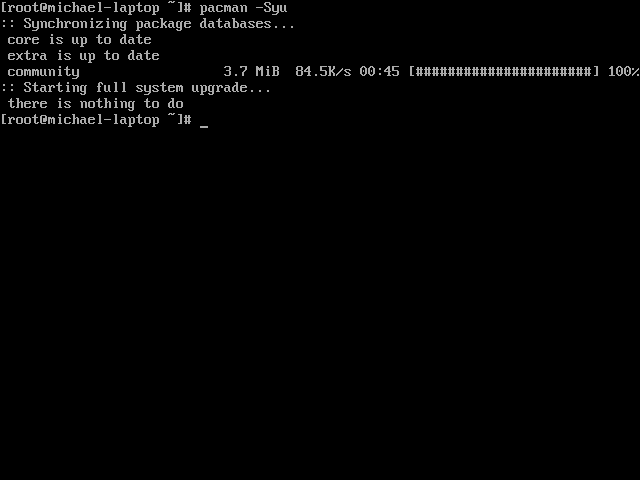 [root@michael-laptop ~]# pacman -Syu
:: Synchronizing package databases...
 core is up to date
 extra is up to date
 community                  3.7 MiB  84.5K/s 00:45 [######################] 100%
:: Starting full system upgrade...
 there is nothing to do
[root@michael-laptop ~]# _